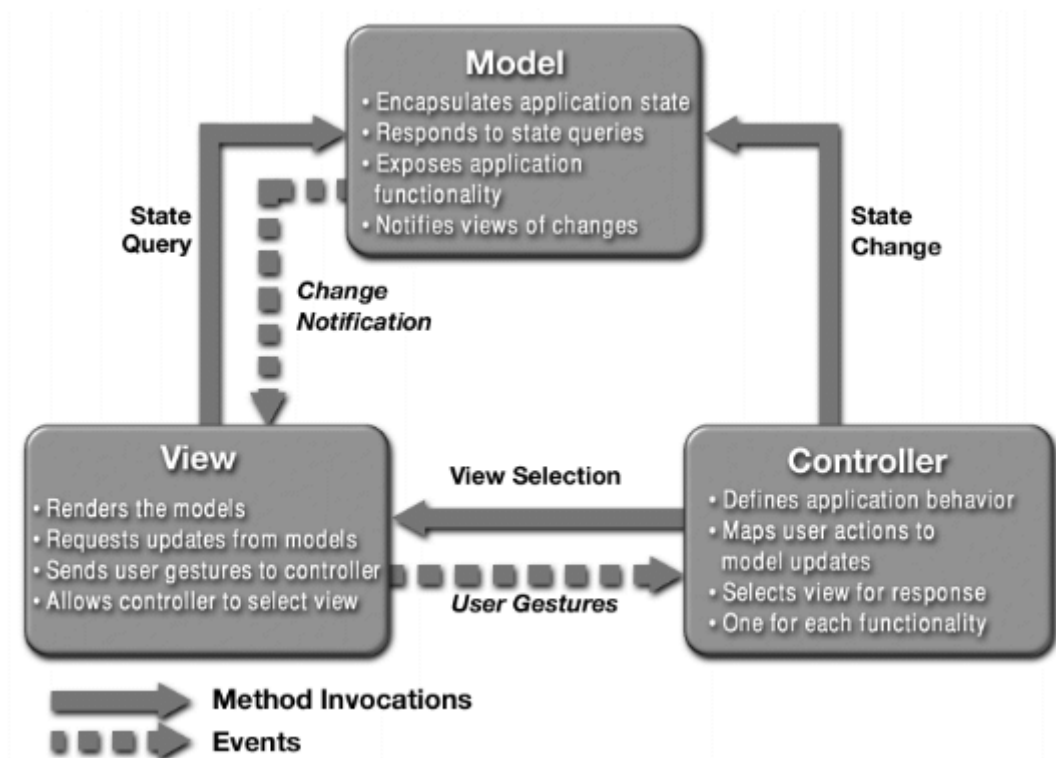 Model
• Encapsulates application state
• Responds to state queries
• Exposes application
functionality
• Notifies views of changes
State
Query
Change
Notification
State
Change
View
• Renders the models
• Requests updates from models
• Sends user gestures to controller
• Allows controller to select view
View Selection
User Gestures
Controller
• Defines application behavior
• Maps user actions to
model updates
• Selects view for response
• One for each functionality
Method Invocations
Events